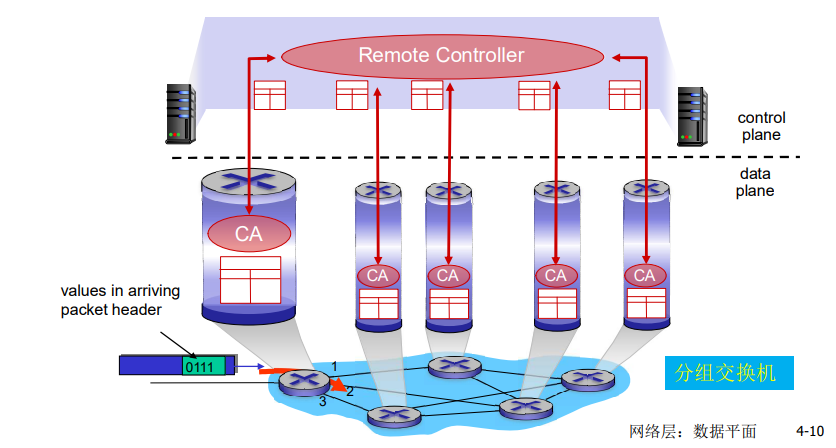 Remote Controller
control
plane
data
plane
CA
CA
CA
CA
CA
values in arriving
packet header
0111
1
2
3
分组交换机
网络层：数据平面 4-10